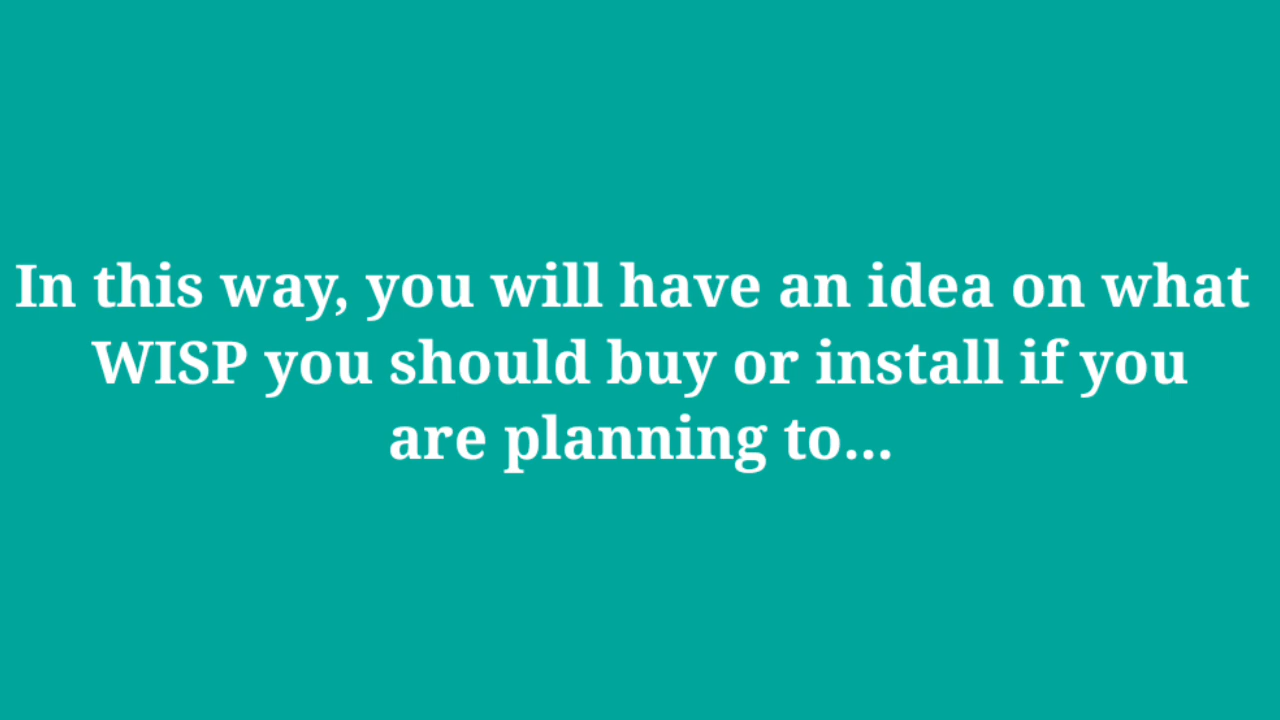 In this way, you will have an idea on what
WISP you should buy or install if you
are planning to...